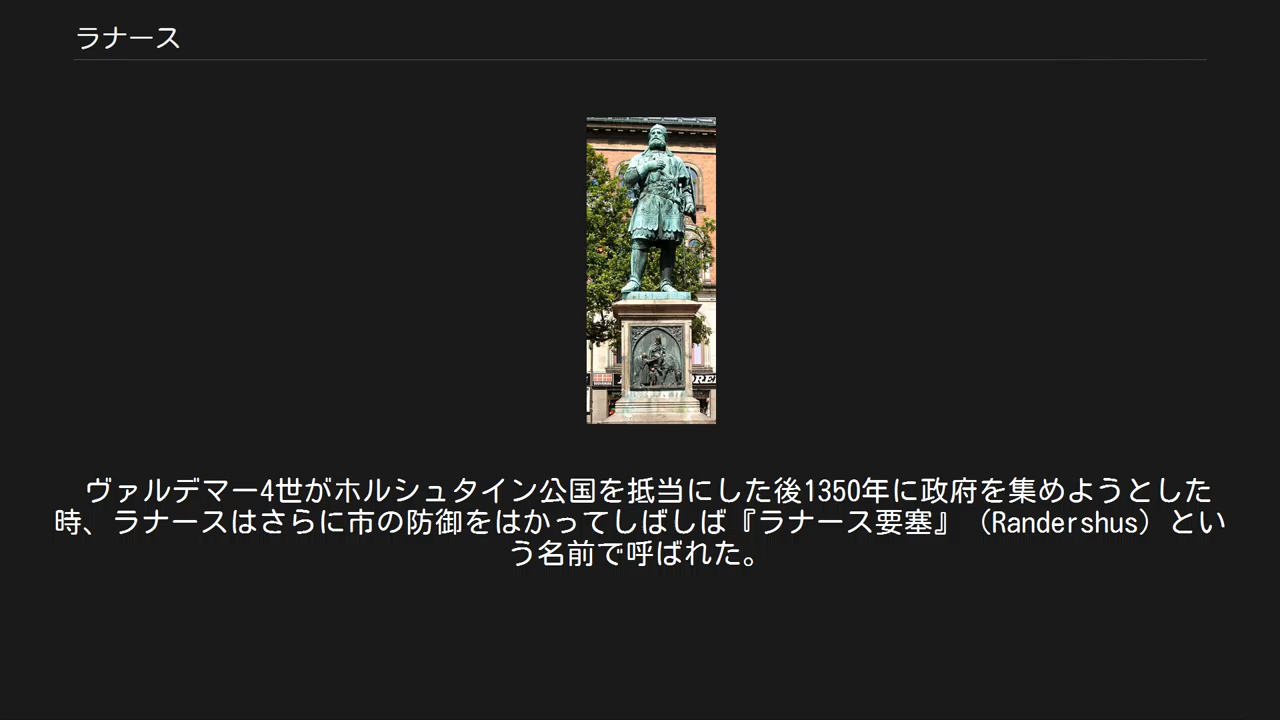 ラナース
ヴァルデマー4世がホルシュタイン公国を抵当にした後1350年に政府を集めようとした
時、ラナースはさらに市の防御をはかってしばしば『ラナース要塞』（Randershus）とい
う名前で呼ばれた。